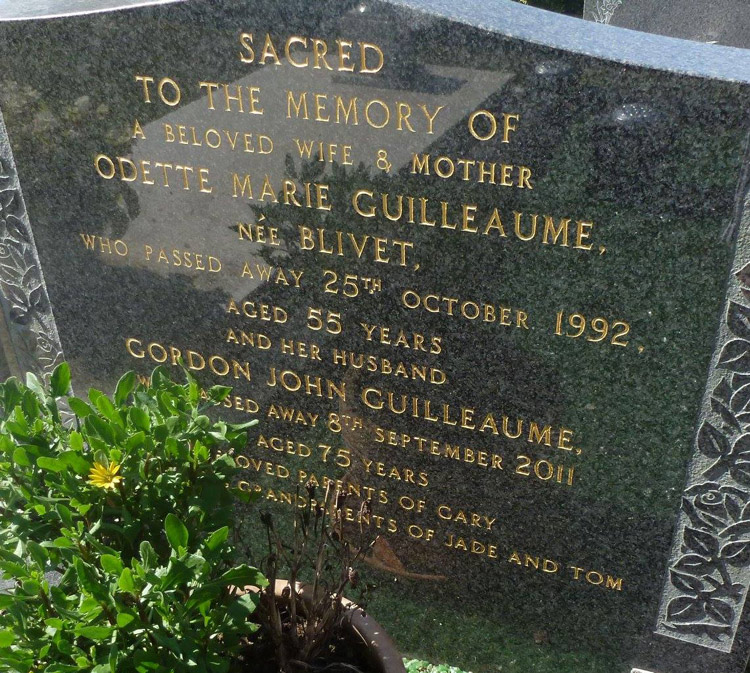 SACRED
TO THE MEMORY OF
A BELOVED WIFE & MOTHER
ODETTE MARIE GUILLEAUME,
NÉE BLIVET,
WHO PASSED AWAY 25TH OCTOBER 1992,
AGED 55 YEARS
AND HER HUSBAND
GORDON JOHN GUILLEAUME,
PASSED AWAY 8TH SEPTEMBER 2011
AGED 75 YEARS
PARENTS OF GARY
GRANDPARENTS OF JADE AND TOM